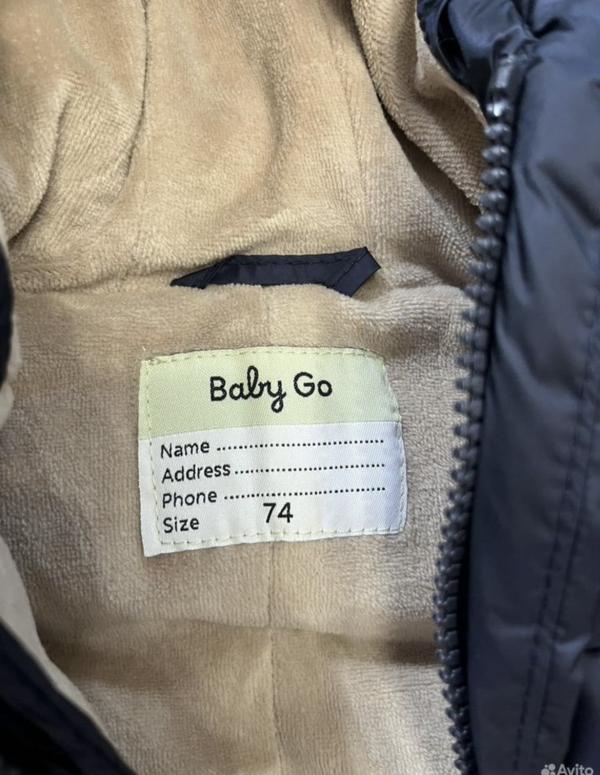 Baby Go
Name ........................................
Address ....................................
Phone ......................................
Size 74
Avito